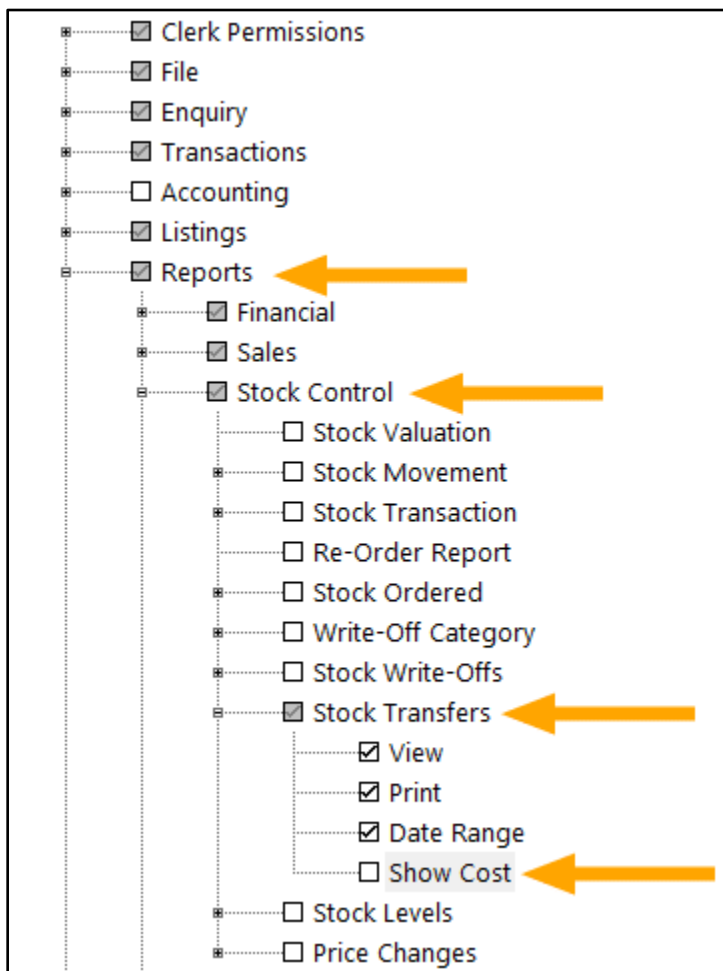 Clerk Permissions
File
Enquiry
Transactions
Accounting
Listings
Reports
Financial
Sales
Stock Control
Stock Valuation
Stock Movement
Stock Transaction
Re-Order Report
Stock Ordered
Write-Off Category
Stock Write-Offs
Stock Transfers
View
Print
Date Range
Show Cost
Stock Levels
Price Changes